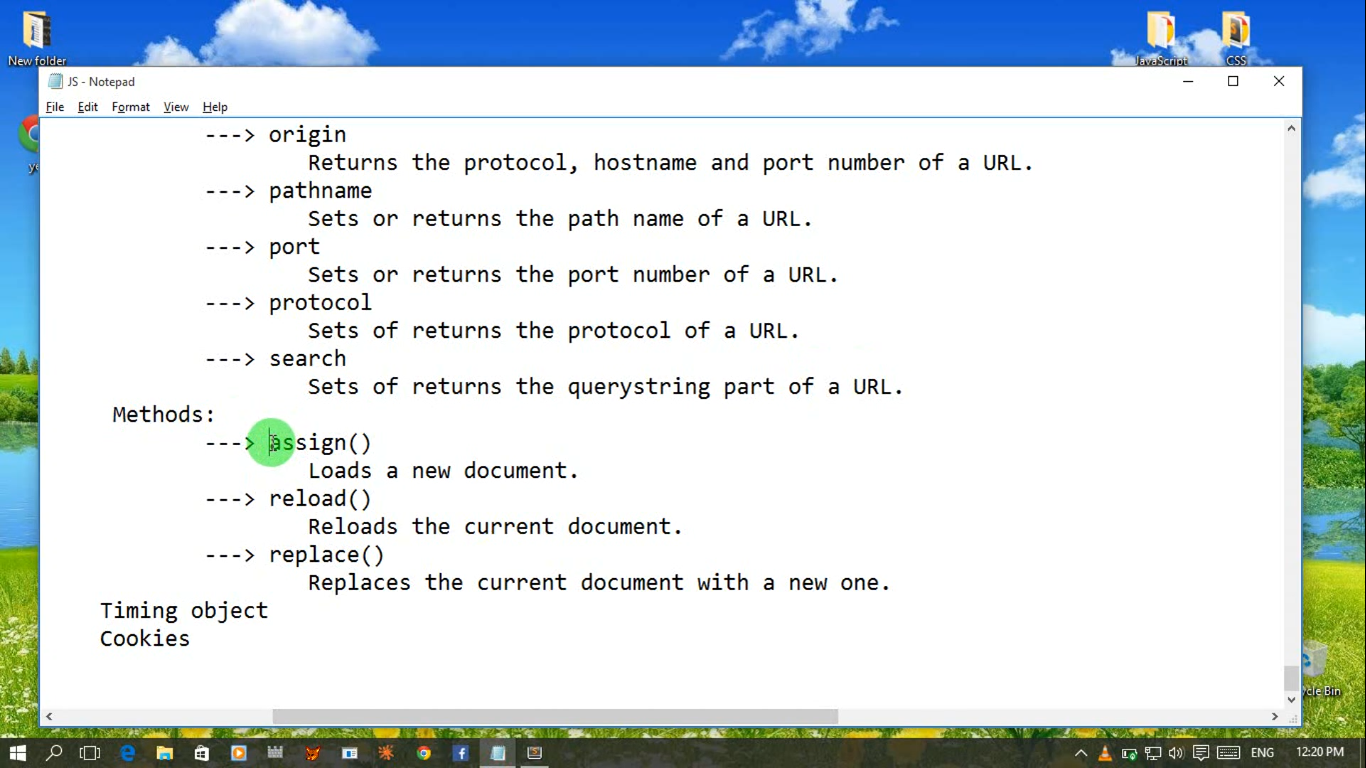 New folder
JavaScript
CSS
JS - Notepad
File Edit Format View Help
---> origin
Returns the protocol, hostname and port number of a URL.
---> pathname
Sets or returns the path name of a URL.
---> port
Sets or returns the port number of a URL.
---> protocol
Sets of returns the protocol of a URL.
---> search
Sets of returns the querystring part of a URL.
Methods:
---> assign()
Loads a new document.
---> reload()
Reloads the current document.
---> replace()
Replaces the current document with a new one.
Timing object
Cookies
cle Bin
ENG
12:20 PM